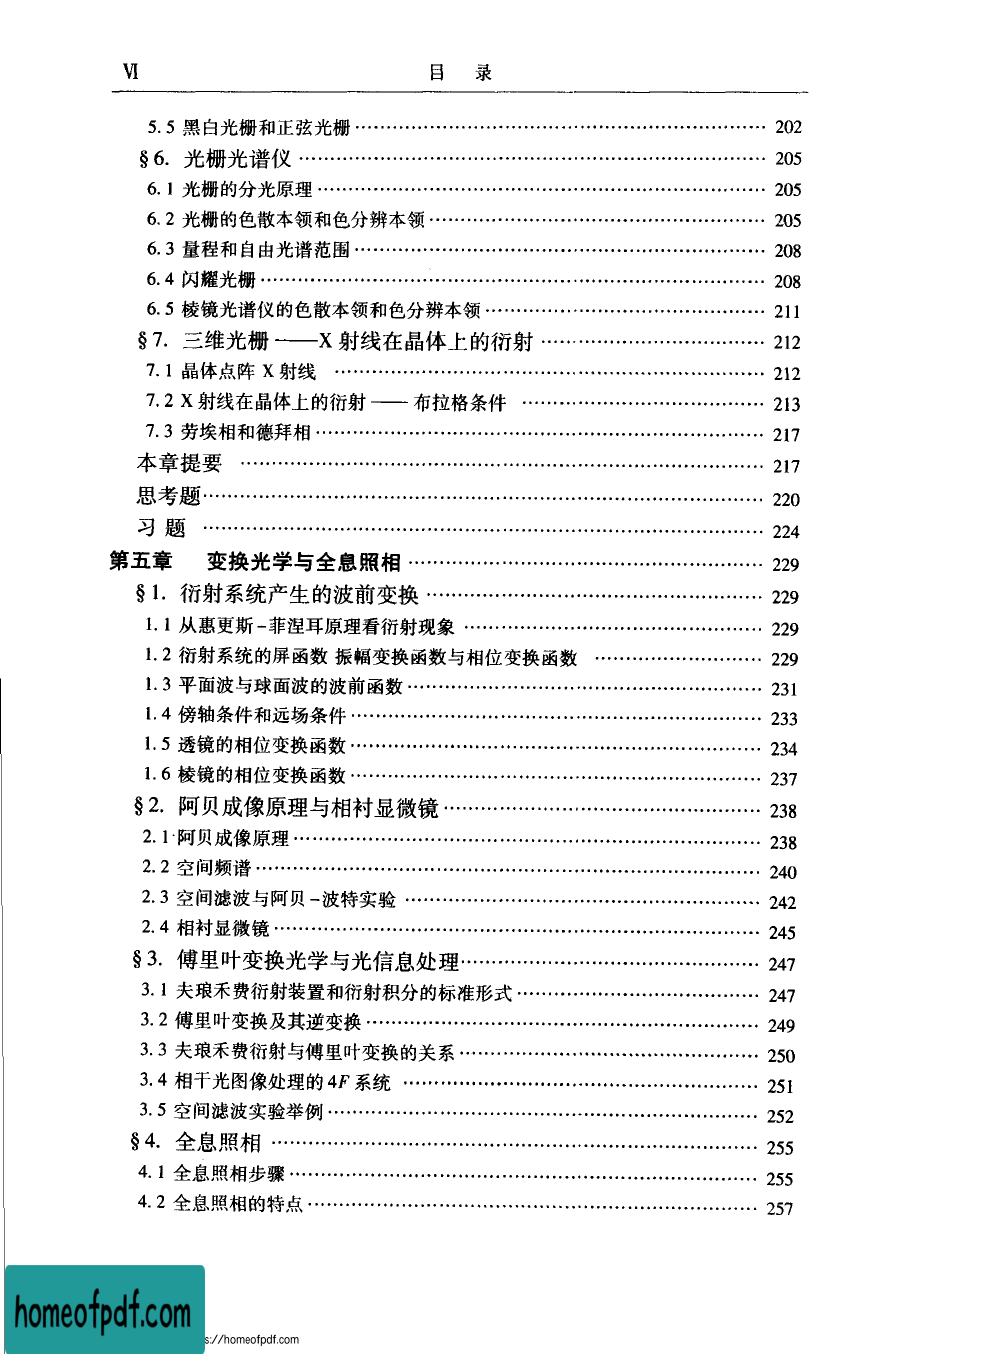 Ⅵ 目 录
5.5 黑白光栅和正弦光栅 …… 202
§6. 光栅光谱仪 …… 205
6.1 光栅的分光原理 …… 205
6.2 光栅的色散本领和色分辨本领 …… 205
6.3 量程和自由光谱范围 …… 208
6.4 闪耀光栅 …… 208
6.5 棱镜光谱仪的色散本领和色分辨本领 …… 211
§7. 三维光栅——X 射线在晶体上的衍射 …… 212
7.1 晶体点阵 X 射线 …… 212
7.2 X 射线在晶体上的衍射——布拉格条件 …… 213
7.3 劳埃相和德拜相 …… 217
本章提要 …… 217
思考题 …… 220
习 题 …… 224
第五章 变换光学与全息照相 …… 229
§1. 衍射系统产生的波前变换 …… 229
1.1 从惠更斯-菲涅耳原理看衍射现象 …… 229
1.2 衍射系统的屏函数 振幅变换函数与相位变换函数 …… 229
1.3 平面波与球面波的波前函数 …… 231
1.4 傍轴条件和远场条件 …… 233
1.5 透镜的相位变换函数 …… 234
1.6 棱镜的相位变换函数 …… 237
§2. 阿贝成像原理与相衬显微镜 …… 238
2.1 阿贝成像原理 …… 238
2.2 空间频谱 …… 240
2.3 空间滤波与阿贝-波特实验 …… 242
2.4 相衬显微镜 …… 245
§3. 傅里叶变换光学与光信息处理 …… 247
3.1 夫琅禾费衍射装置和衍射积分的标准形式 …… 247
3.2 傅里叶变换及其逆变换 …… 249
3.3 夫琅禾费衍射与傅里叶变换的关系 …… 250
3.4 相干光图像处理的 4F 系统 …… 251
3.5 空间滤波实验举例 …… 252
§4. 全息照相 …… 255
4.1 全息照相步骤 …… 255
4.2 全息照相的特点 …… 257
homeofpdf.com
s://homeofpdf.com